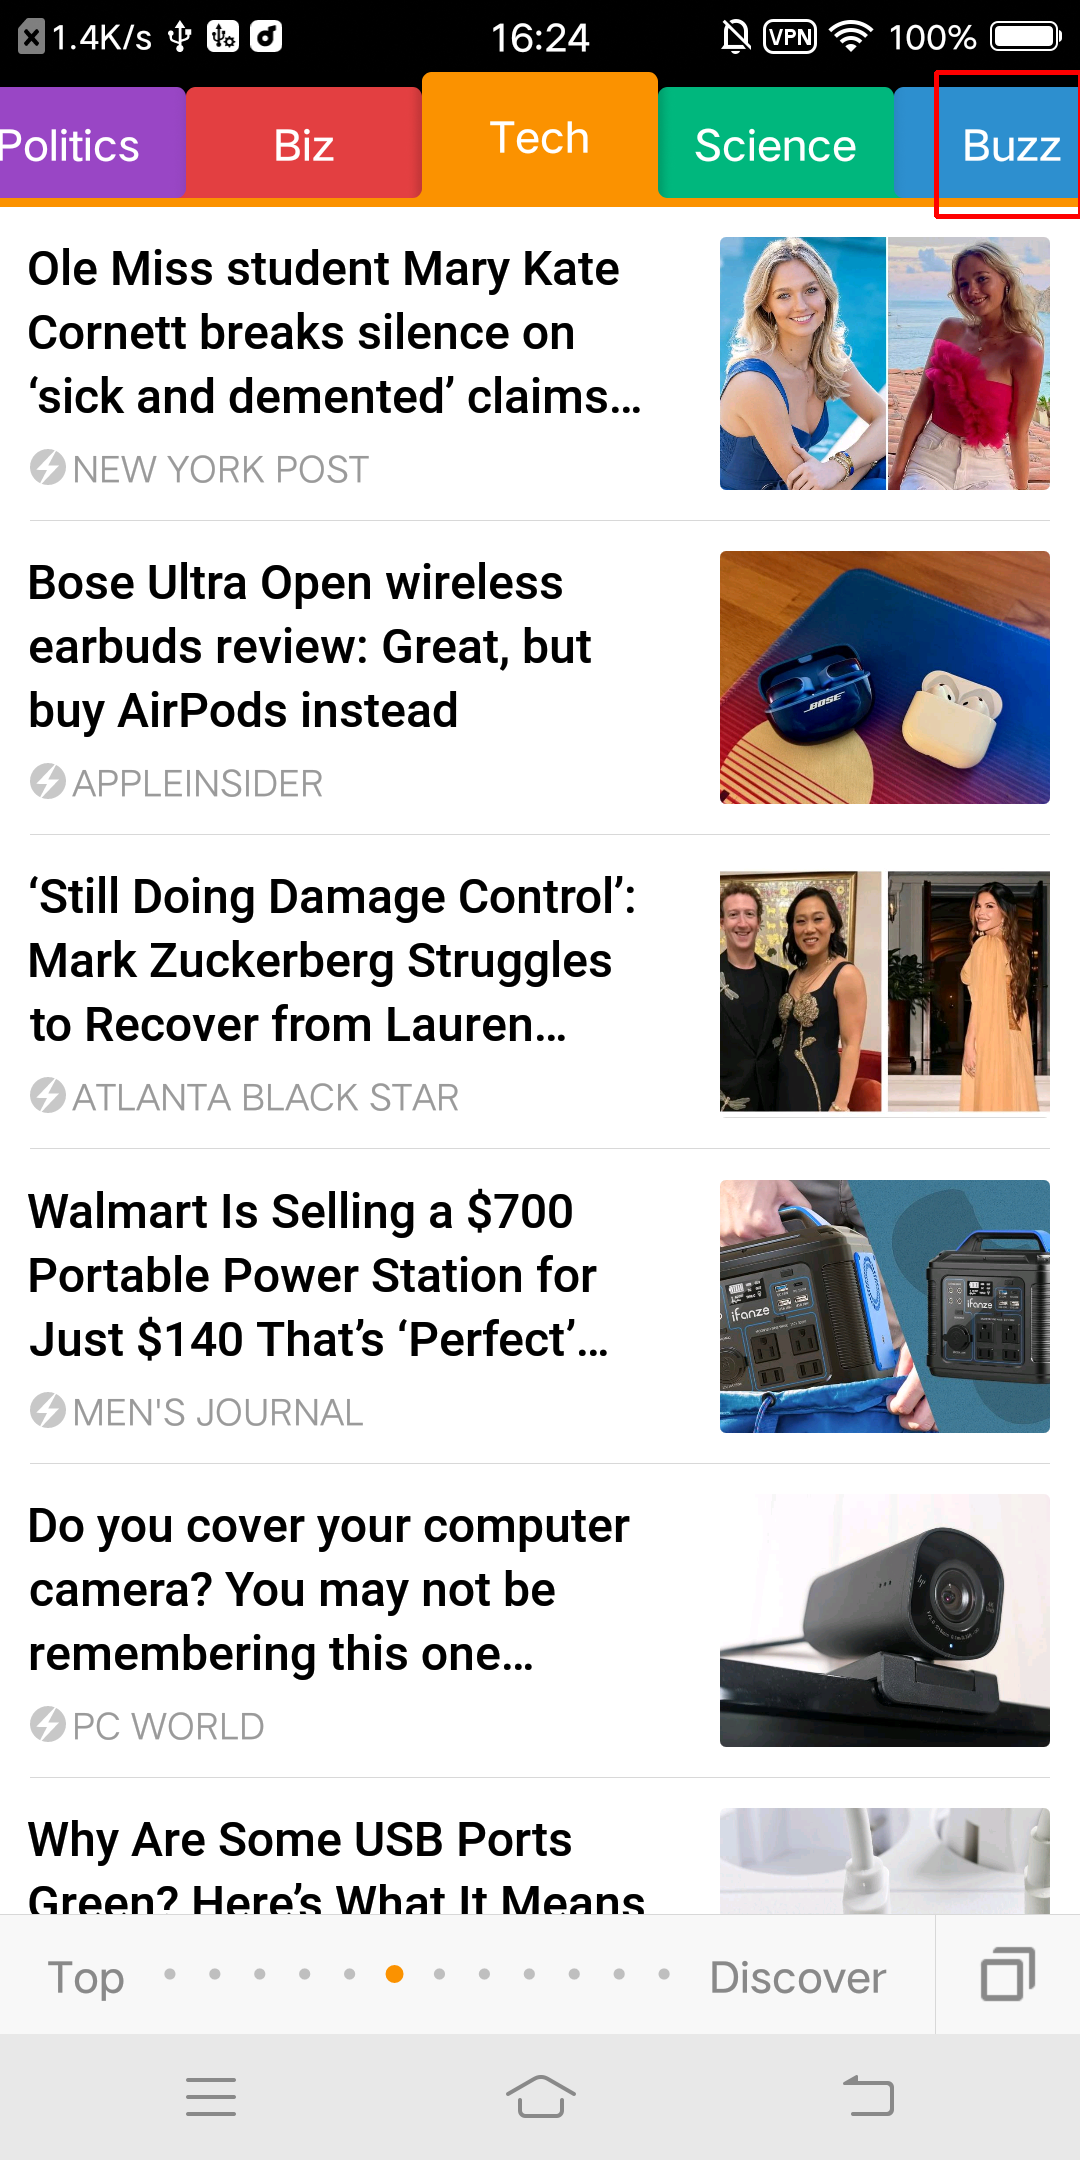 1.4K/s 16:24 VPN 100%
Politics Biz Tech Science Buzz
Ole Miss student Mary Kate
Cornett breaks silence on
‘sick and demented’ claims...
NEW YORK POST
Bose Ultra Open wireless
earbuds review: Great, but
buy AirPods instead
APPLEINSIDER
BOSE
‘Still Doing Damage Control’:
Mark Zuckerberg Struggles
to Recover from Lauren...
ATLANTA BLACK STAR
Walmart Is Selling a $700
Portable Power Station for
Just $140 That’s ‘Perfect’...
MEN'S JOURNAL
ifanze
ifanze
Do you cover your computer
camera? You may not be
remembering this one...
PC WORLD
hp
Why Are Some USB Ports
Green? Here’s What It Means
Top Discover